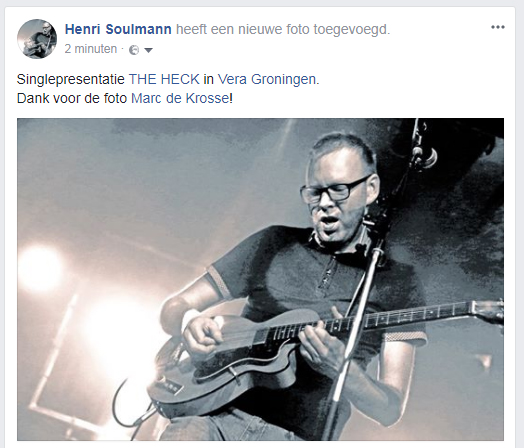 Henri Soulmann heeft een nieuwe foto toegevoegd.
2 minuten ·
Singlepresentatie THE HECK in Vera Groningen.
Dank voor de foto Marc de Krosse!